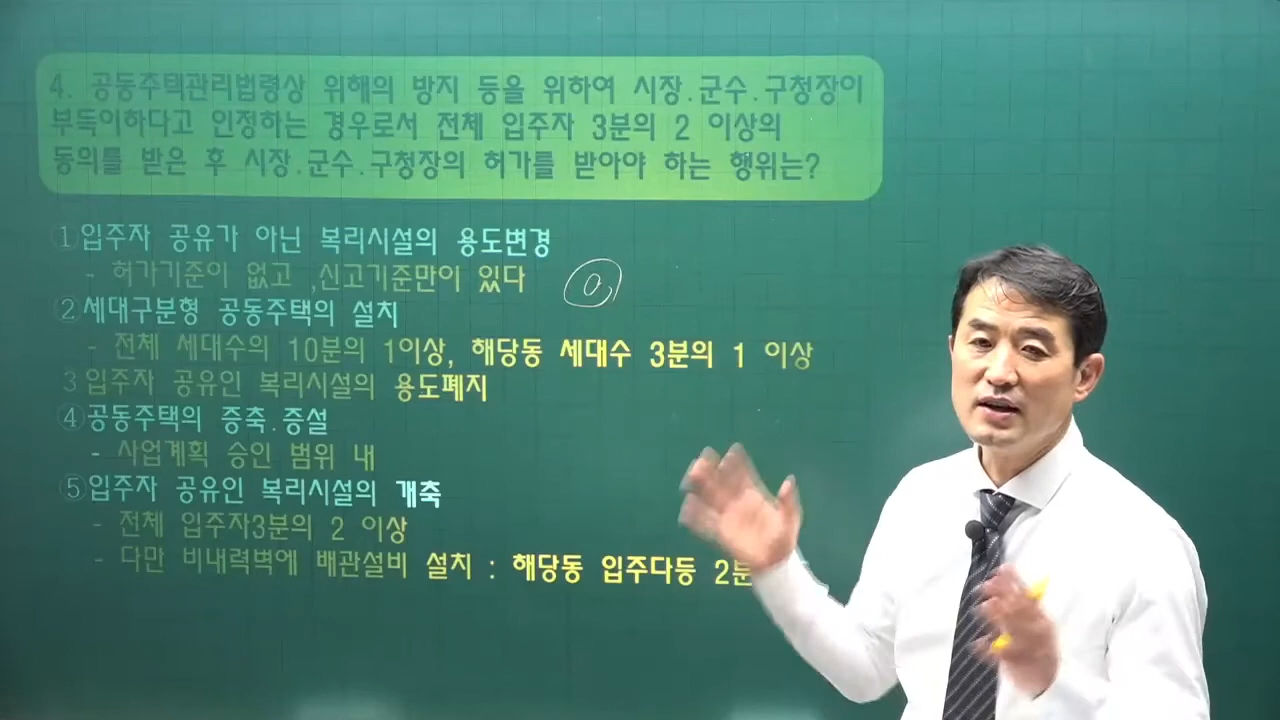 4. 공동주택관리법령상 위해의 방지 등을 위하여 시장.군수.구청장이
부득이하다고 인정하는 경우로서 전체 입주자 3분의 2 이상의
동의를 받은 후 시장.군수.구청장의 허가를 받아야 하는 행위는?
①입주자 공유가 아닌 복리시설의 용도변경
- 허가기준이 없고 ,신고기준만이 있다
②세대구분형 공동주택의 설치
- 전체 세대수의 10분의 1이상, 해당동 세대수 3분의 1 이상
3 입주자 공유인 복리시설의 용도폐지
④공동주택의 증축.증설
- 사업계획 승인 범위 내
⑤입주자 공유인 복리시설의 개축
- 전체 입주자3분의 2 이상
- 다만 비내력벽에 배관설비 설치 : 해당동 입주다등 2분